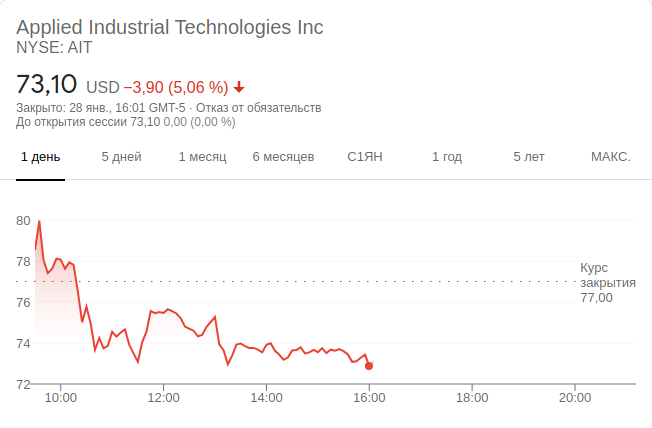 Applied Industrial Technologies Inc
NYSE: AIT
73,10 USD −3,90 (5,06 %)
Закрыто: 28 янв., 16:01 GMT-5 · Отказ от обязательств
До открытия сессии 73,10 0,00 (0,00 %)
1 день 5 дней 1 месяц 6 месяцев С1ЯН 1 год 5 лет МАКС.
80
78
76
74
72
Курс
закрытия
77,00
10:00 12:00 14:00 16:00 18:00 20:00